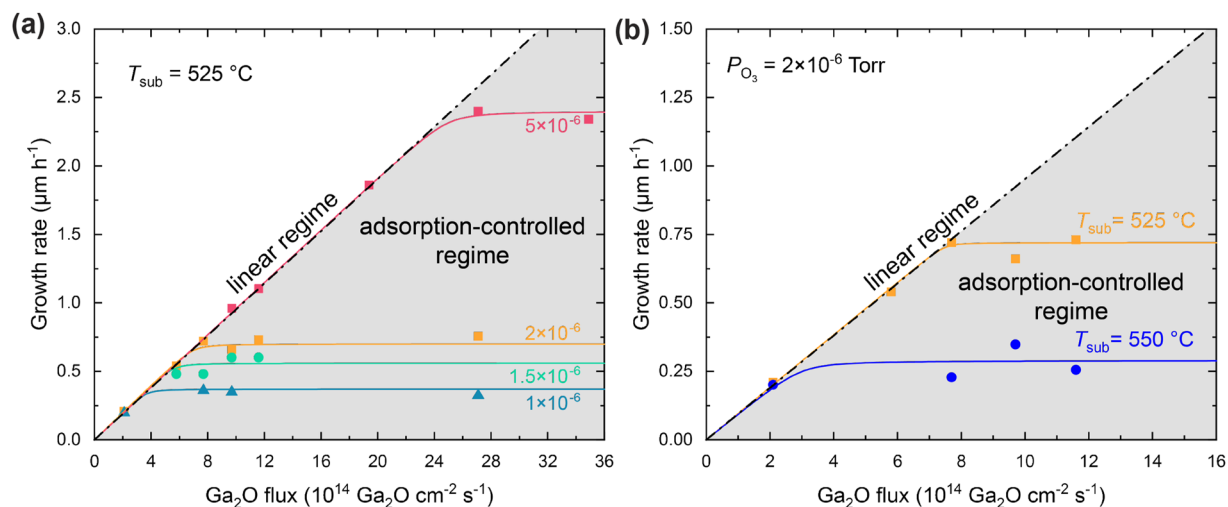 (a)
T_sub = 525 °C
linear regime
adsorption-controlled
regime
5×10⁻⁶
2×10⁻⁶
1.5×10⁻⁶
1×10⁻⁶
3.0
2.5
2.0
1.5
1.0
0.5
0.0
Growth rate (μm h⁻¹)
0 4 8 12 16 20 24 28 32 36
Ga₂O flux (10¹⁴ Ga₂O cm⁻² s⁻¹)
(b)
P_O₃ = 2×10⁻⁶ Torr
linear regime
T_sub = 525 °C
adsorption-controlled
regime
T_sub = 550 °C
1.50
1.25
1.00
0.75
0.50
0.25
0.00
Growth rate (μm h⁻¹)
0 2 4 6 8 10 12 14 16
Ga₂O flux (10¹⁴ Ga₂O cm⁻² s⁻¹)